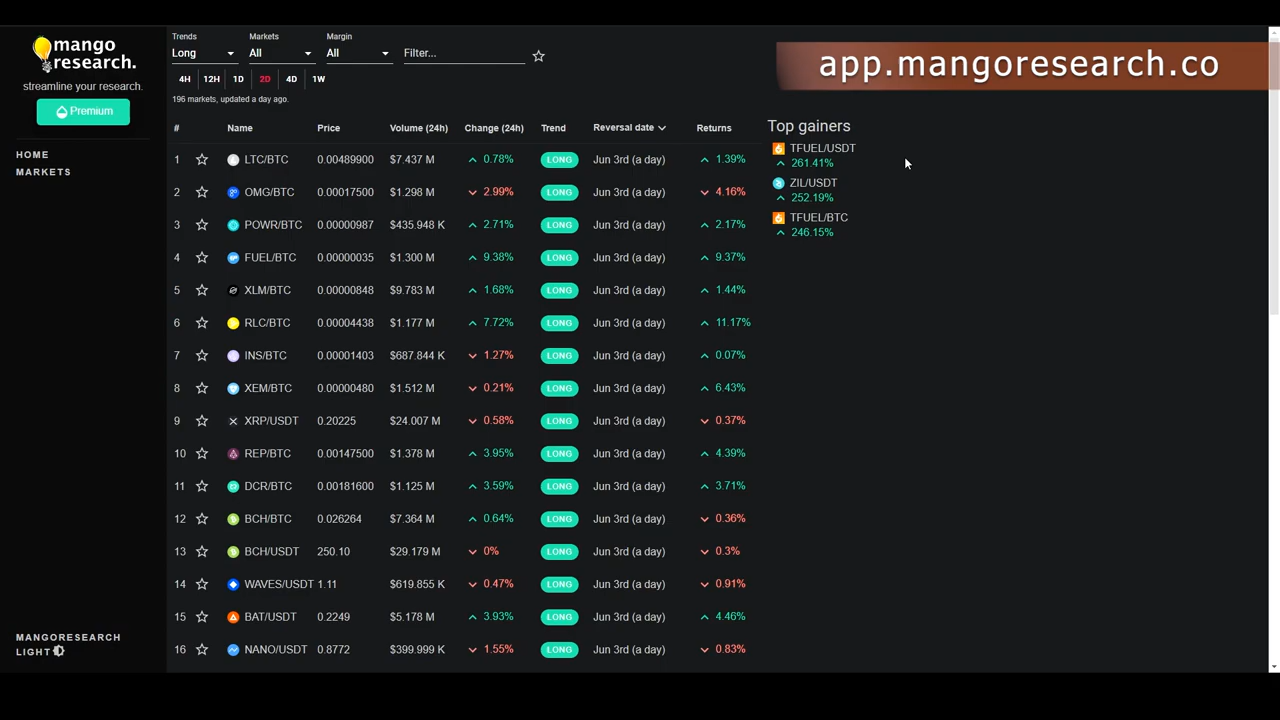 mango
research.
streamline your research.
Premium
HOME
MARKETS
Trends Markets Margin
Long All All Filter...
4H 12H 1D 2D 4D 1W
196 markets, updated a day ago.
app.mangoresearch.co
# Name Price Volume (24h) Change (24h) Trend Reversal date Returns
1 LTC/BTC 0.00489900 $7.437 M 0.78% LONG Jun 3rd (a day) 1.39%
2 OMG/BTC 0.00017500 $1.298 M 2.99% LONG Jun 3rd (a day) 4.16%
3 POWR/BTC 0.00000987 $435.948 K 2.71% LONG Jun 3rd (a day) 2.17%
4 FUEL/BTC 0.00000035 $1.300 M 9.38% LONG Jun 3rd (a day) 9.37%
5 XLM/BTC 0.00000848 $9.783 M 1.68% LONG Jun 3rd (a day) 1.44%
6 RLC/BTC 0.00004438 $1.177 M 7.72% LONG Jun 3rd (a day) 11.17%
7 INS/BTC 0.00001403 $687.844 K 1.27% LONG Jun 3rd (a day) 0.07%
8 XEM/BTC 0.00000480 $1.512 M 0.21% LONG Jun 3rd (a day) 6.43%
9 XRP/USDT 0.20225 $24.007 M 0.58% LONG Jun 3rd (a day) 0.37%
10 REP/BTC 0.00147500 $1.378 M 3.95% LONG Jun 3rd (a day) 4.39%
11 DCR/BTC 0.00181600 $1.125 M 3.59% LONG Jun 3rd (a day) 3.71%
12 BCH/BTC 0.026264 $7.364 M 0.64% LONG Jun 3rd (a day) 0.36%
13 BCH/USDT 250.10 $29.179 M 0% LONG Jun 3rd (a day) 0.3%
14 WAVES/USDT 1.11 $619.855 K 0.47% LONG Jun 3rd (a day) 0.91%
15 BAT/USDT 0.2249 $5.178 M 3.93% LONG Jun 3rd (a day) 4.46%
16 NANO/USDT 0.8772 $399.999 K 1.55% LONG Jun 3rd (a day) 0.83%
Top gainers
TFUEL/USDT
261.41%
ZIL/USDT
252.19%
TFUEL/BTC
246.15%
MANGORESEARCH
LIGHT